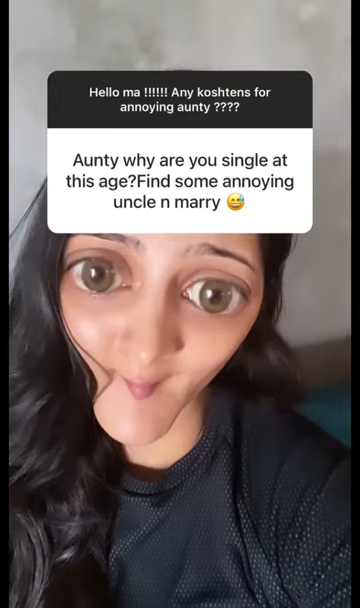 Hello ma !!!!!! Any koshtens for
annoying aunty ????
Aunty why are you single at
this age?Find some annoying
uncle n marry 😅